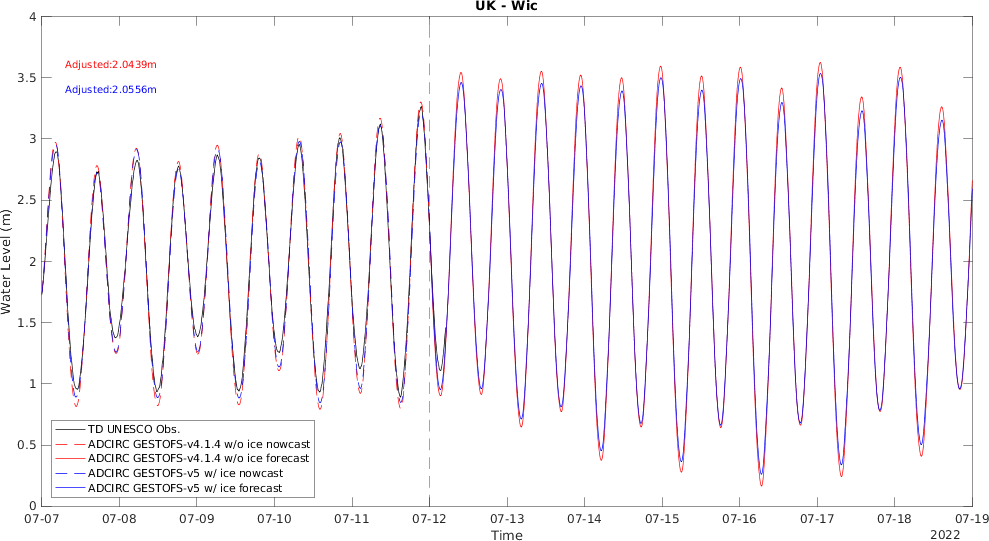 UK - Wic
4
3.5
3
2.5
2
1.5
1
0.5
0
Water Level (m)
Adjusted:2.0439m
Adjusted:2.0556m
TD UNESCO Obs.
ADCIRC GESTOFS-v4.1.4 w/o ice nowcast
ADCIRC GESTOFS-v4.1.4 w/o ice forecast
ADCIRC GESTOFS-v5 w/ ice nowcast
ADCIRC GESTOFS-v5 w/ ice forecast
07-07 07-08 07-09 07-10 07-11 07-12 07-13 07-14 07-15 07-16 07-17 07-18 07-19
Time
2022